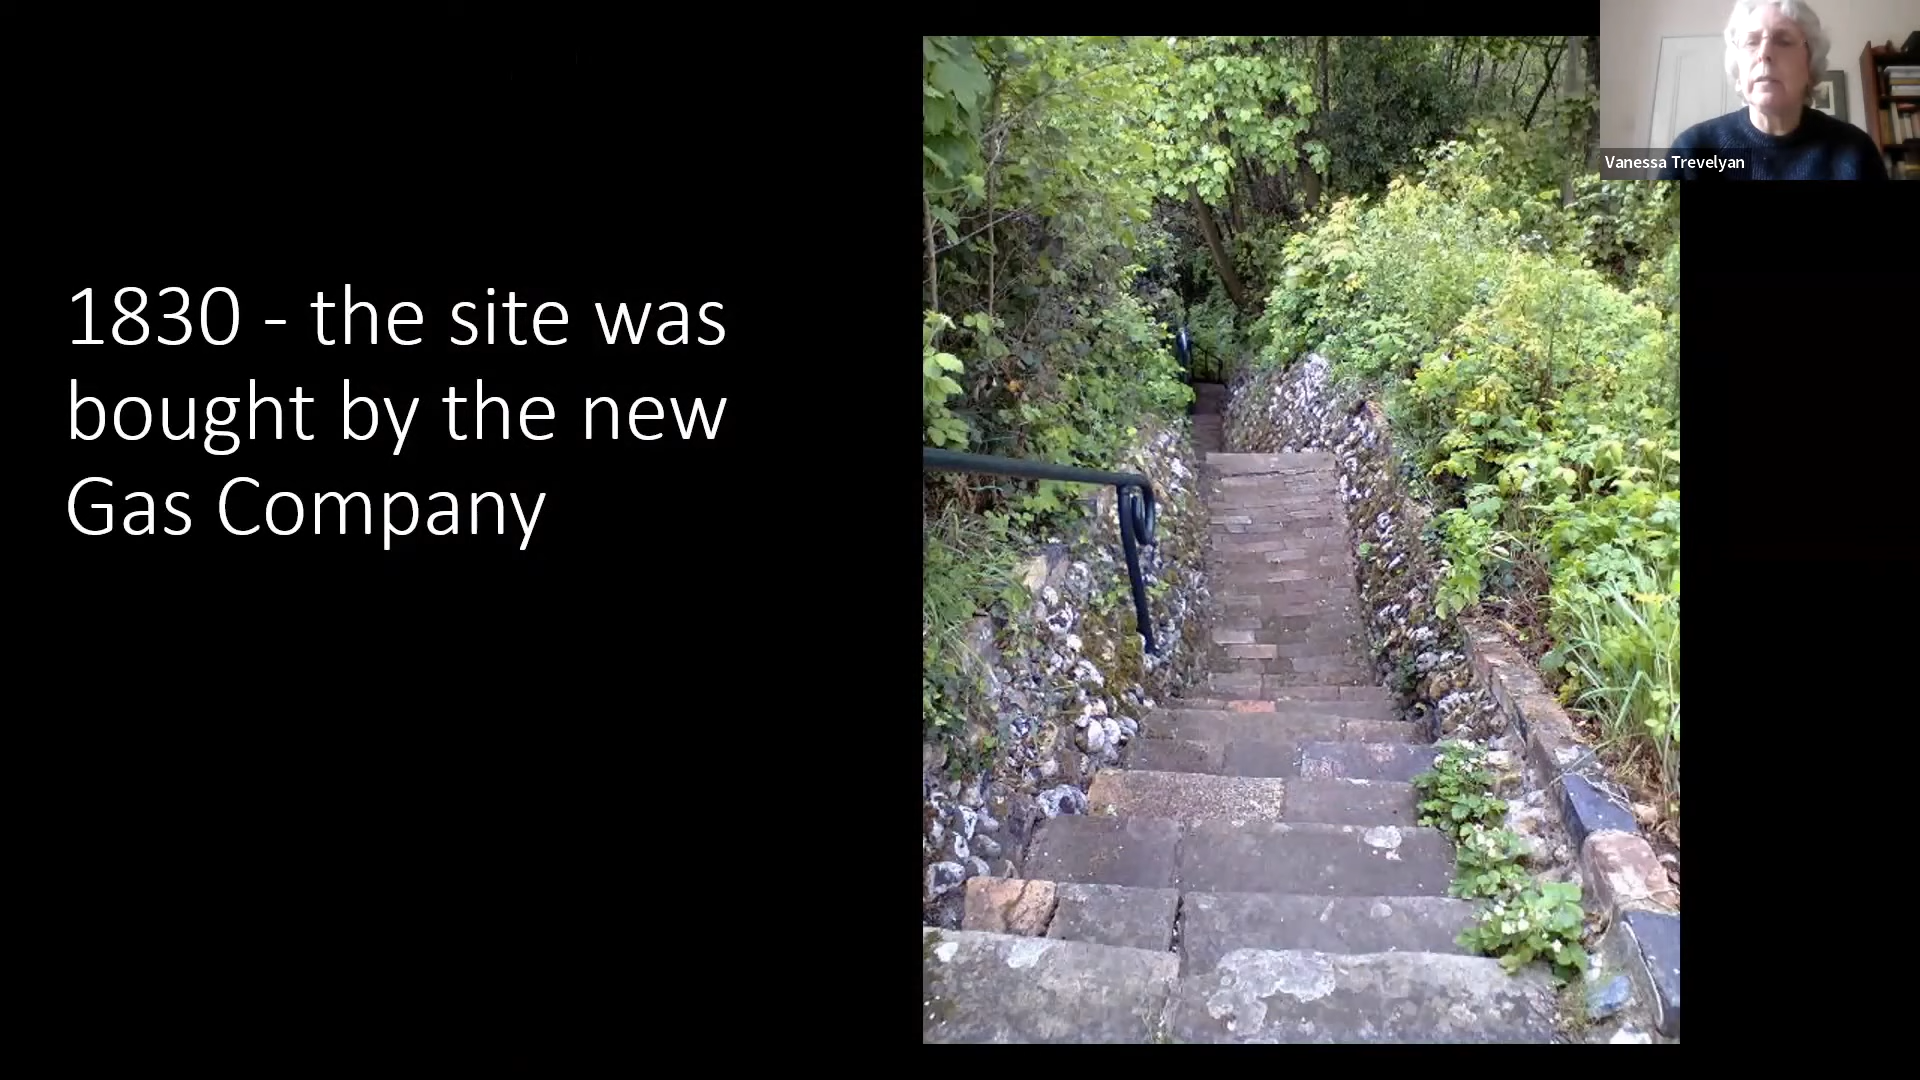 1830 - the site was
bought by the new
Gas Company
Vanessa Trevelyan